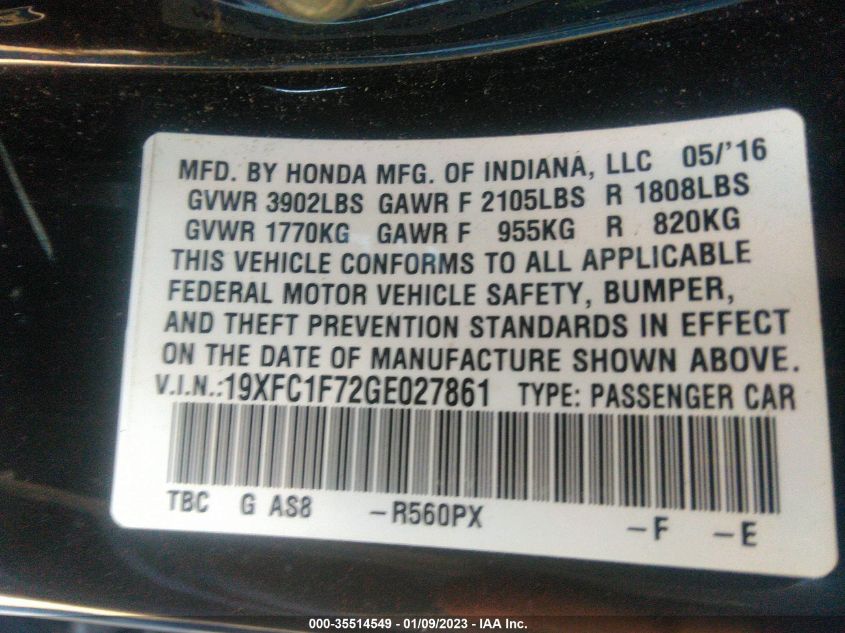 MFD. BY HONDA MFG. OF INDIANA, LLC 05/'16
GVWR 3902LBS GAWR F 2105LBS R 1808LBS
GVWR 1770KG GAWR F 955KG R 820KG
THIS VEHICLE CONFORMS TO ALL APPLICABLE
FEDERAL MOTOR VEHICLE SAFETY, BUMPER,
AND THEFT PREVENTION STANDARDS IN EFFECT
ON THE DATE OF MANUFACTURE SHOWN ABOVE.
V.I.N.:19XFC1F72GE027861 TYPE: PASSENGER CAR
TBC G AS8 -R560PX -F -E
000-35514549 - 01/09/2023 - IAA Inc.